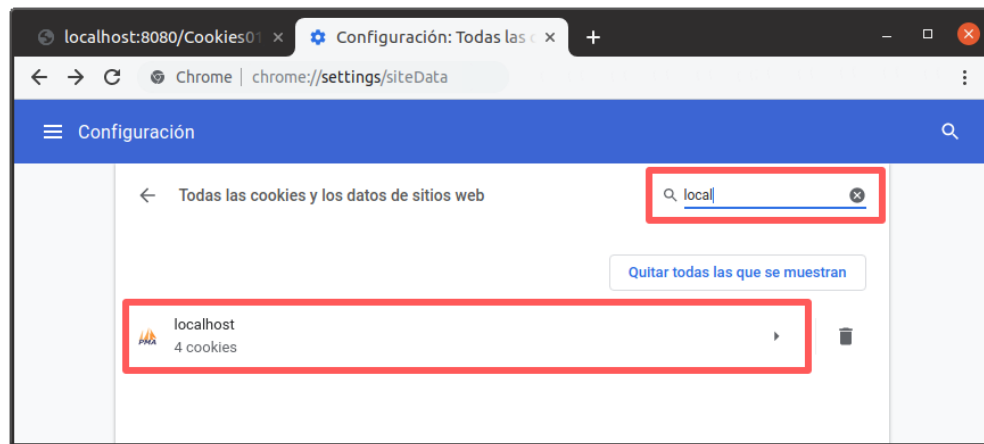 localhost:8080/Cookies01
Configuración: Todas las c
Chrome | chrome://settings/siteData
Configuración
Todas las cookies y los datos de sitios web
local
Quitar todas las que se muestran
PMA
localhost
4 cookies